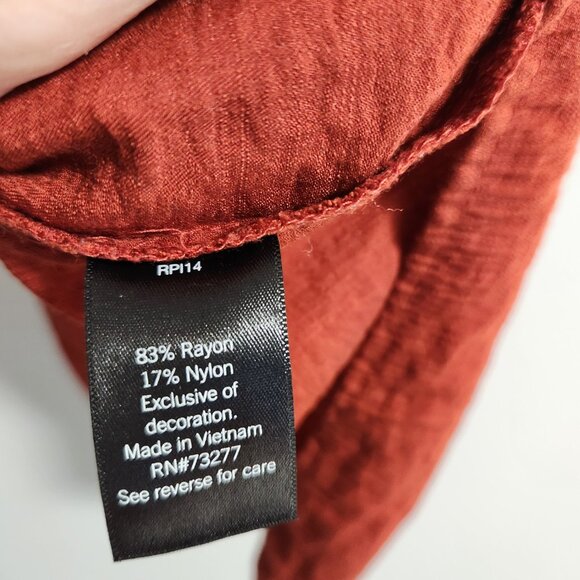 RPI14
83% Rayon
17% Nylon
Exclusive of
decoration.
Made in Vietnam
RN#73277
See reverse for care